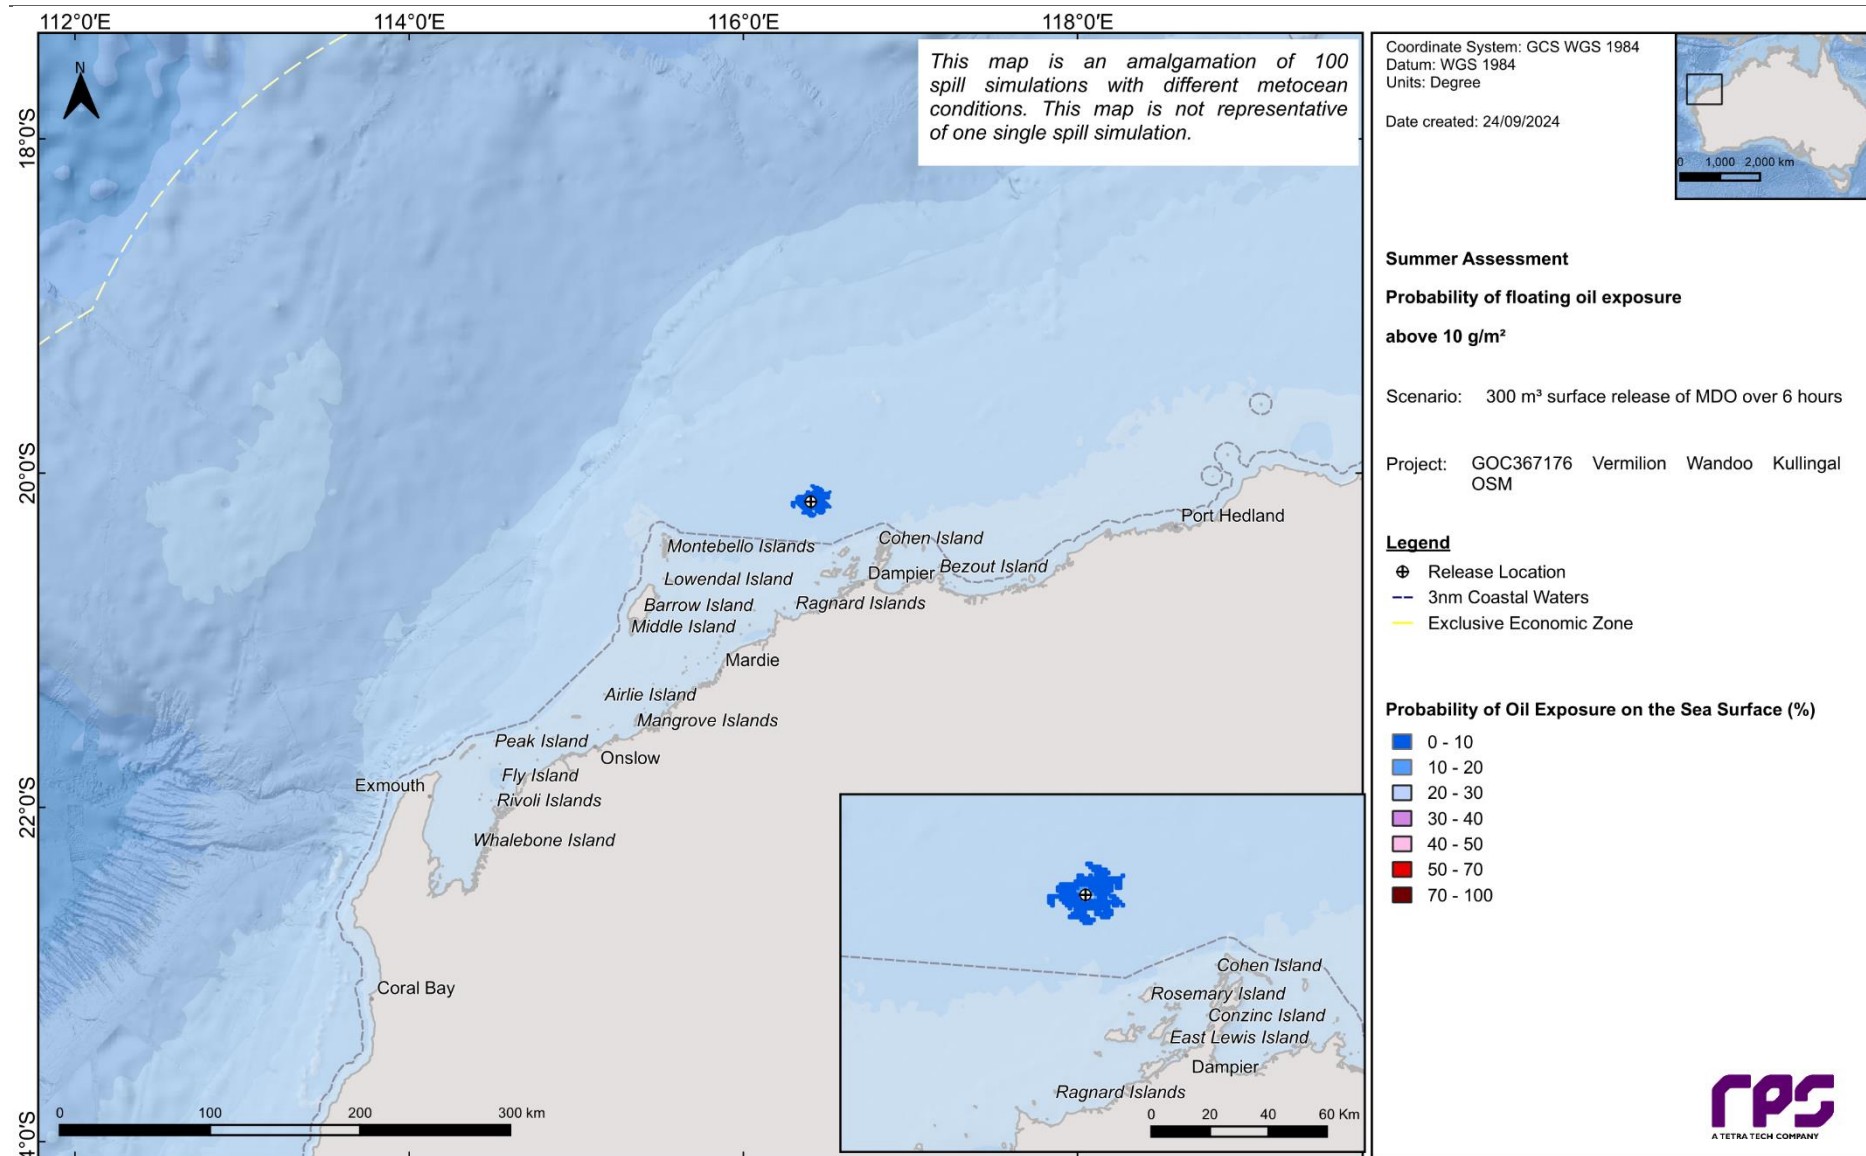 112°0'E 114°0'E 116°0'E 118°0'E
18°0'S
20°0'S
22°0'S
4°0'S
N
This map is an amalgamation of 100
spill simulations with different metocean
conditions. This map is not representative
of one single spill simulation.
Montebello Islands
Cohen Island
Port Hedland
Lowendal Island
Dampier
Bezout Island
Barrow Island
Ragnard Islands
Middle Island
Mardie
Airlie Island
Mangrove Islands
Peak Island
Onslow
Exmouth
Fly Island
Rivoli Islands
Whalebone Island
Coral Bay
0 100 200 300 km
Cohen Island
Rosemary Island
Conzinc Island
East Lewis Island
Dampier
Ragnard Islands
0 20 40 60 Km
Coordinate System: GCS WGS 1984
Datum: WGS 1984
Units: Degree
Date created: 24/09/2024
0 1,000 2,000 km
Summer Assessment
Probability of floating oil exposure
above 10 g/m²
Scenario: 300 m³ surface release of MDO over 6 hours
Project: GOC367176 Vermilion Wandoo Kullingal
OSM
Legend
Release Location
3nm Coastal Waters
Exclusive Economic Zone
Probability of Oil Exposure on the Sea Surface (%)
0 - 10
10 - 20
20 - 30
30 - 40
40 - 50
50 - 70
70 - 100
rps
A TETRA TECH COMPANY